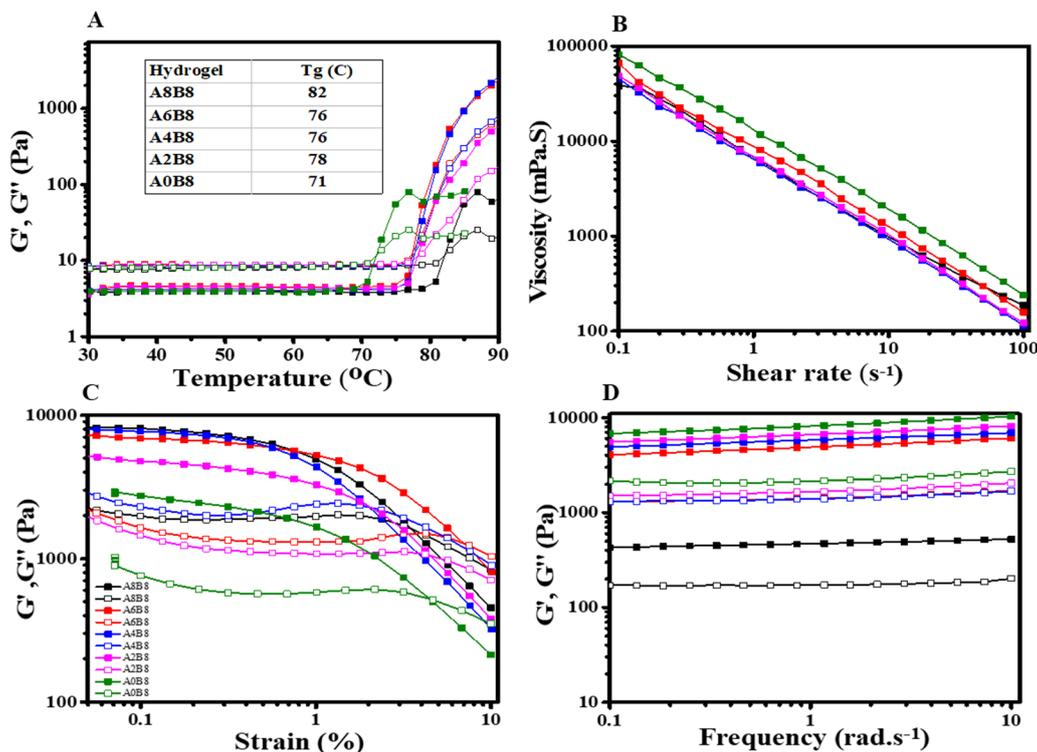 A
G', G'' (Pa)
1000
100
10
1
Hydrogel Tg (C)
A8B8 82
A6B8 76
A4B8 76
A2B8 78
A0B8 71
30 40 50 60 70 80 90
Temperature (⁰C)
B
Viscosity (mPa.S)
100000
10000
1000
100
0.1 1 10 100
Shear rate (s⁻¹)
C
G' ,G'' (Pa)
10000
1000
100
A8B8
A8B8
A6B8
A6B8
A4B8
A4B8
A2B8
A2B8
A0B8
A0B8
0.1 1 10
Strain (%)
D
G', G'' (Pa)
10000
1000
100
10
0.1 1 10
Frequency (rad.s⁻¹)